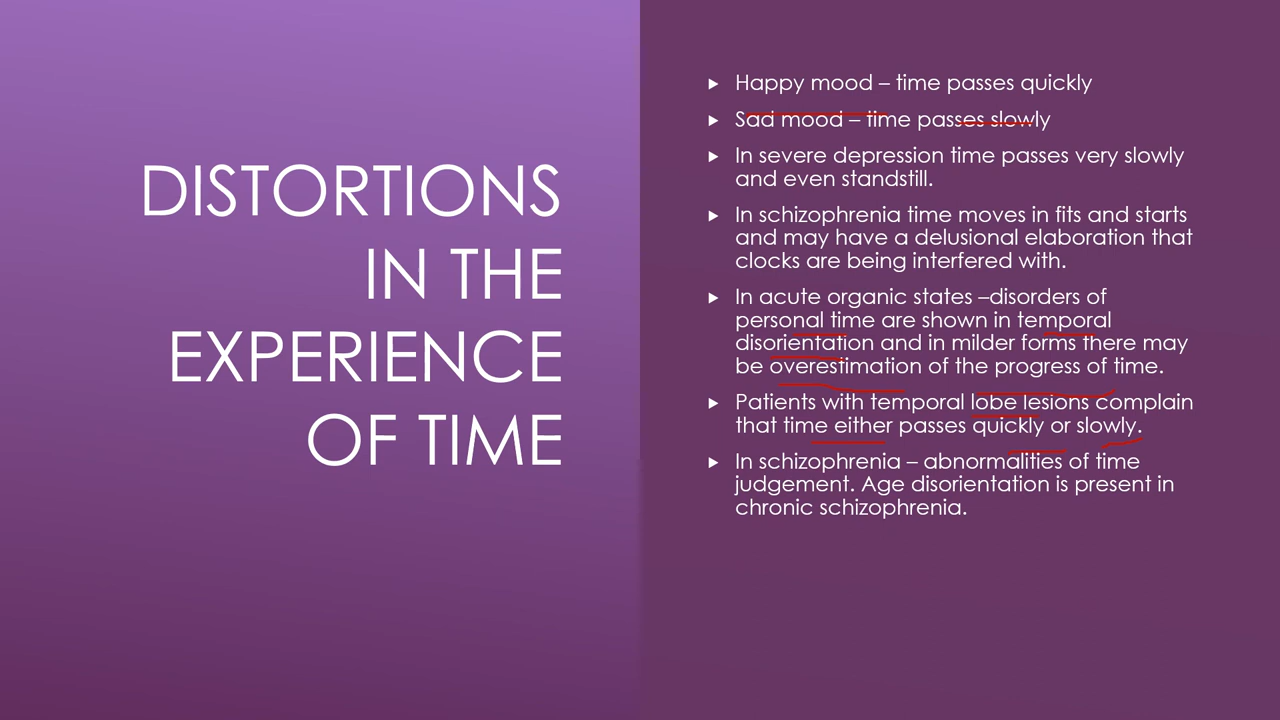 DISTORTIONS
IN THE
EXPERIENCE
OF TIME
Happy mood – time passes quickly
Sad mood – time passes slowly
In severe depression time passes very slowly
and even standstill.
In schizophrenia time moves in fits and starts
and may have a delusional elaboration that
clocks are being interfered with.
In acute organic states –disorders of
personal time are shown in temporal
disorientation and in milder forms there may
be overestimation of the progress of time.
Patients with temporal lobe lesions complain
that time either passes quickly or slowly.
In schizophrenia – abnormalities of time
judgement. Age disorientation is present in
chronic schizophrenia.